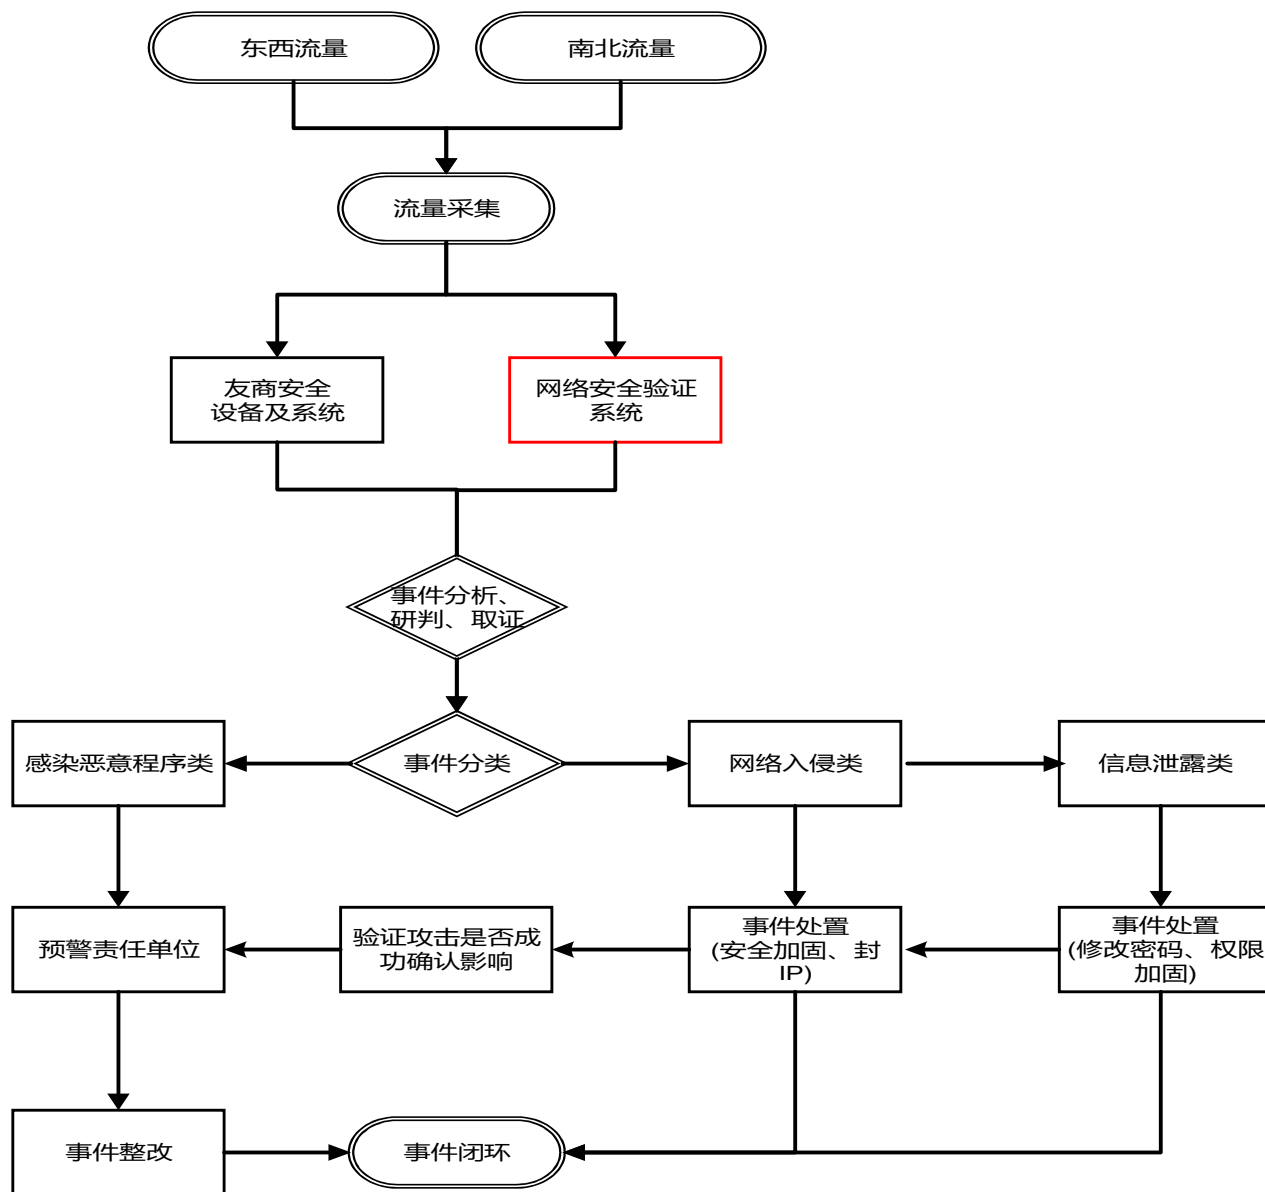 东西流量
南北流量
流量采集
友商安全
设备及系统
网络安全验证
系统
事件分析、
研判、取证
感染恶意程序类
事件分类
网络入侵类
信息泄露类
预警责任单位
验证攻击是否成
功确认影响
事件处置
(安全加固、封
IP)
事件处置
(修改密码、权限
加固)
事件整改
事件闭环